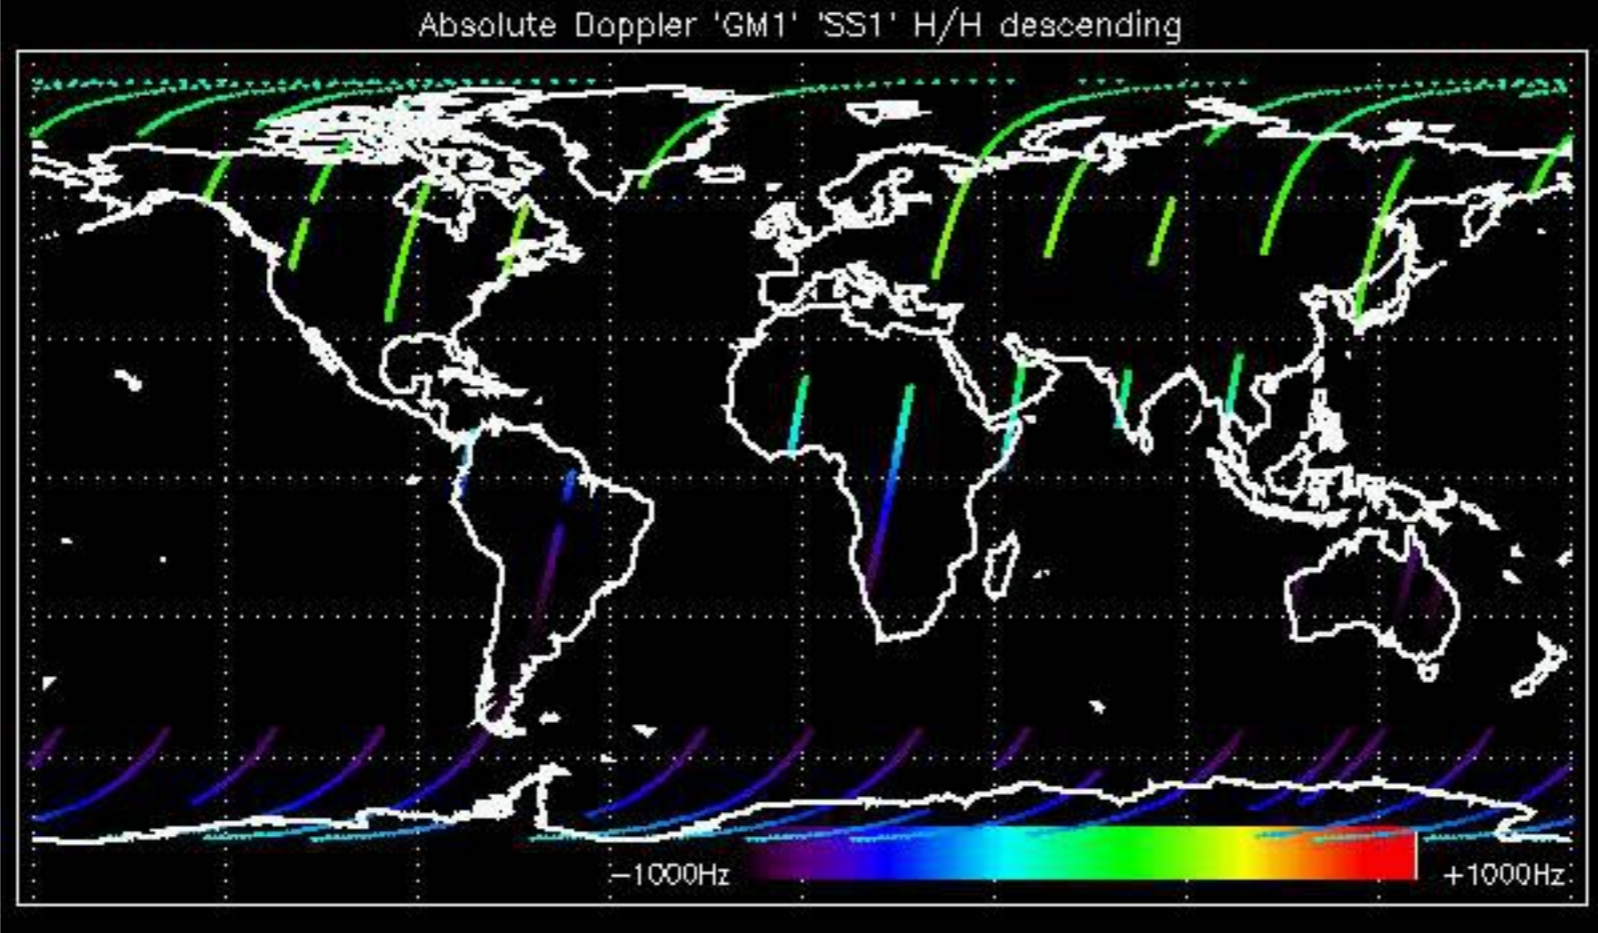 Absolute Doppler 'GM1' 'SS1' H/H descending
−1000Hz
+1000Hz